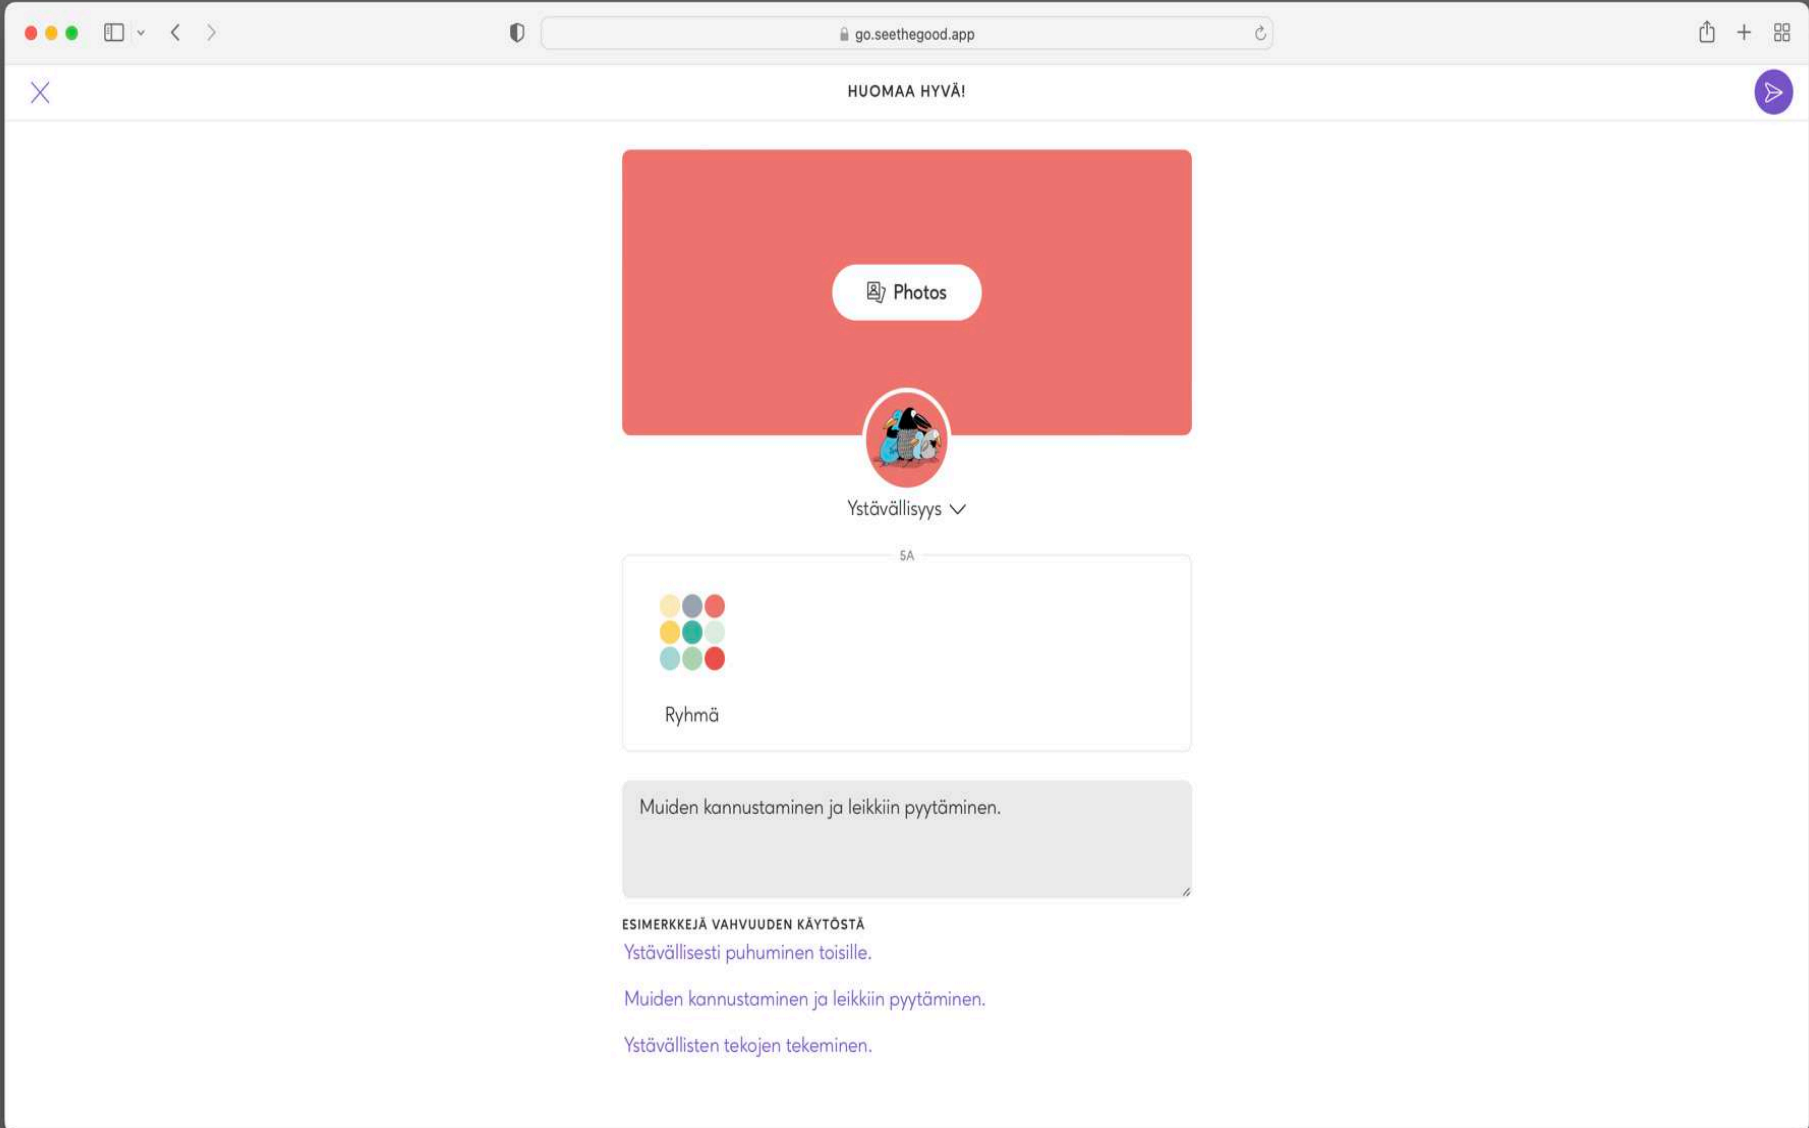 go.seethegood.app
HUOMAA HYVÄ!
Photos
Ystävällisyys
5A
Ryhmä
Muiden kannustaminen ja leikkiin pyytäminen.
ESIMERKKEJÄ VAHVUUDEN KÄYTÖSTÄ
Ystävällisesti puhuminen toisille.
Muiden kannustaminen ja leikkiin pyytäminen.
Ystävällisten tekojen tekeminen.